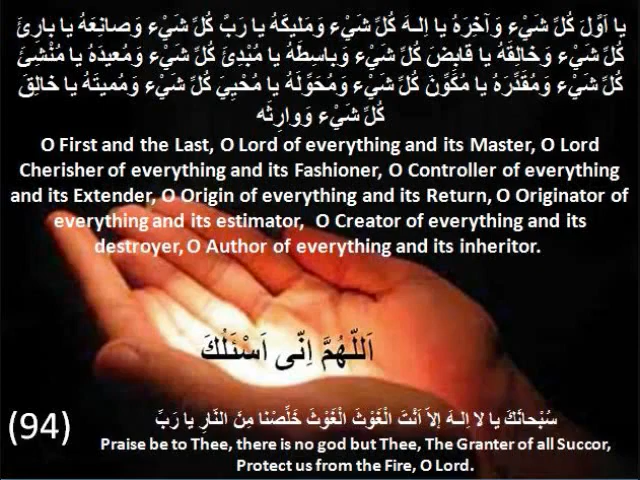 يا اَوَّلَ كُلِّ شَيْءٍ وَآخِرَهُ يا اِلـهَ كُلِّ شَيْءٍ وَمَليكَهُ يا رَبَّ كُلِّ شَيْءٍ وَصانِعَهُ يا بارِئَ
كُلِّ شَيْءٍ وَخالِقَهُ يا قابِضَ كُلِّ شَيْءٍ وَباسِطَهُ يا مُبْدِئَ كُلِّ شَيْءٍ وَمُعيدَهُ يا مُنْشِئَ
كُلِّ شَيْءٍ وَمُقَدِّرَهُ يا مُكَوِّنَ كُلِّ شَيْءٍ وَمُحَوِّلَهُ يا مُحْيِيَ كُلِّ شَيْءٍ وَمُميتَهُ يا خالِقَ
كُلِّ شَيْءٍ وَوارِثَه
O First and the Last, O Lord of everything and its Master, O Lord
Cherisher of everything and its Fashioner, O Controller of everything
and its Extender, O Origin of everything and its Return, O Originator of
everything and its estimator, O Creator of everything and its
destroyer, O Author of everything and its inheritor.
اَللّهُمَّ اِنّى اَسْئَلُكَ
(94)
سُبْحانَكَ يا لا اِلـهَ اِلاّ اَنْتَ الْغَوْثَ الْغَوْثَ خَلِّصْنا مِنَ النّارِ يا رَبِّ
Praise be to Thee, there is no god but Thee, The Granter of all Succor,
Protect us from the Fire, O Lord.